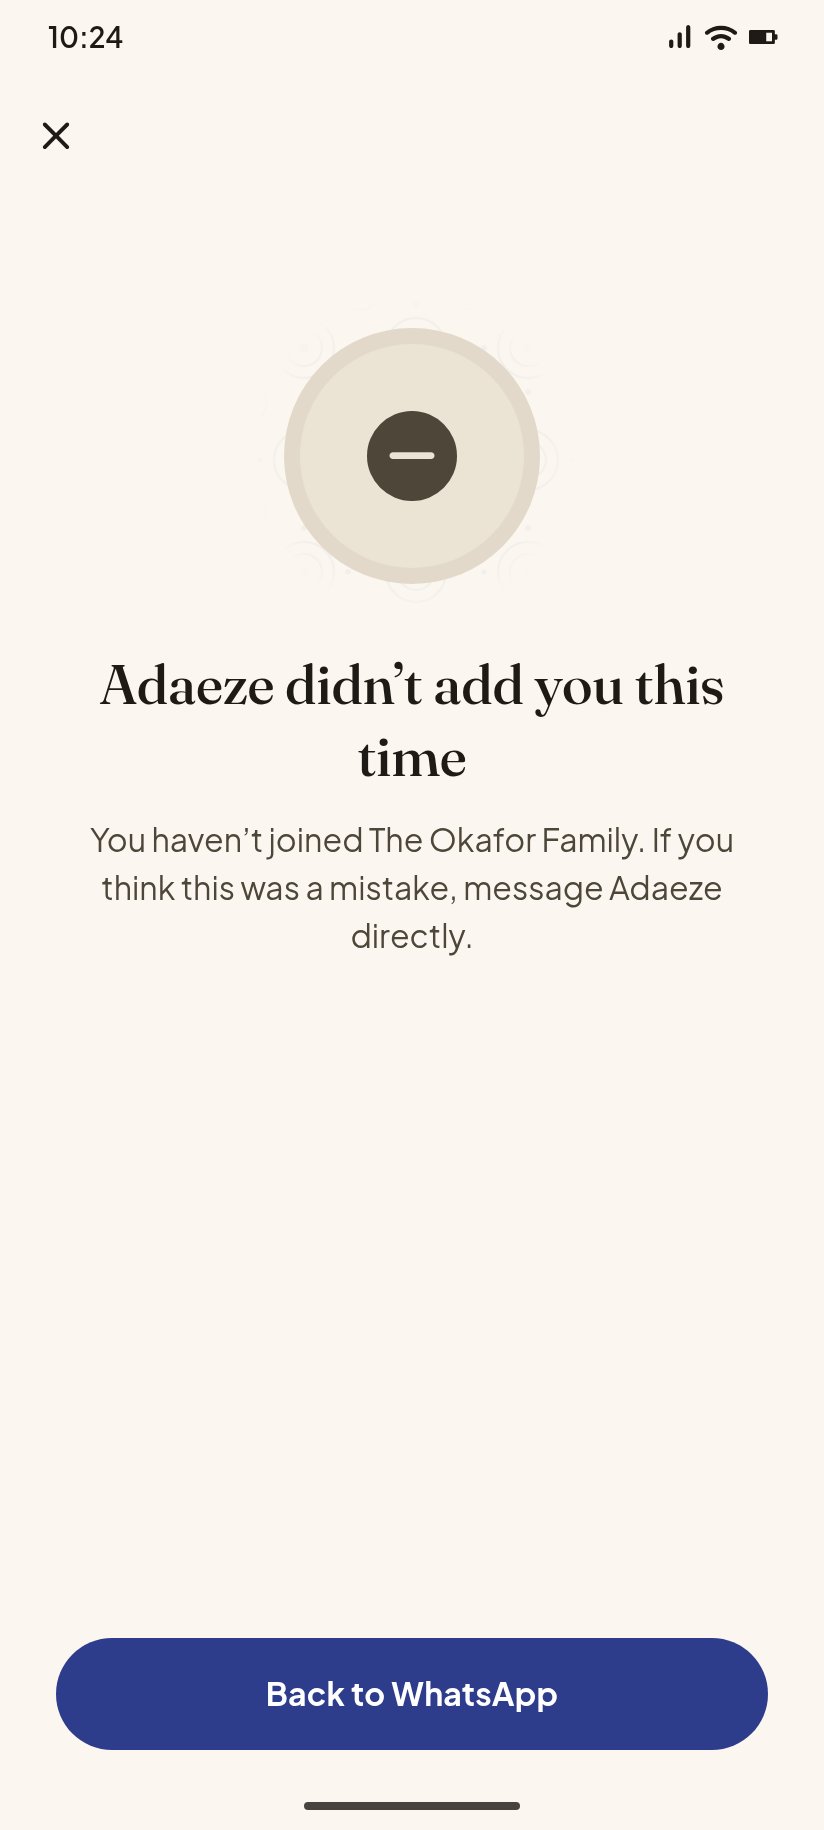 10:24
Adaeze didn’t add you this
time
You haven’t joined The Okafor Family. If you
think this was a mistake, message Adaeze
directly.
Back to WhatsApp